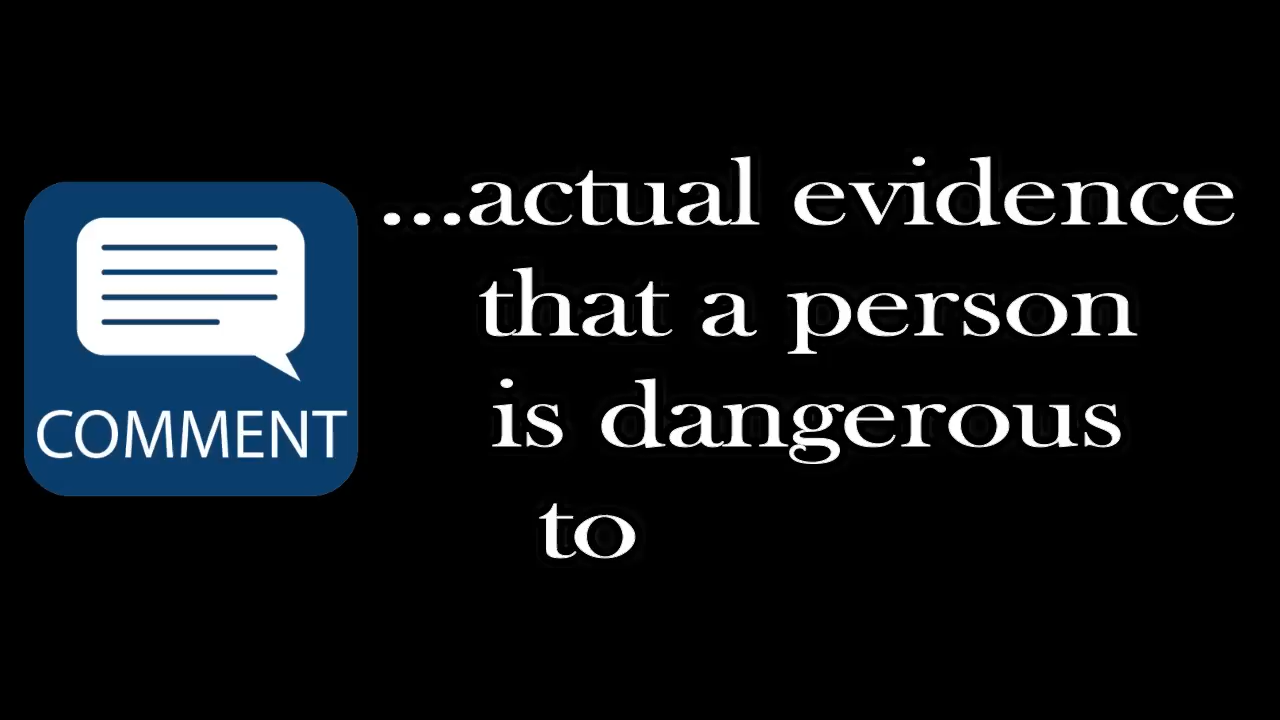 COMMENT
...actual evidence
that a person
is dangerous
to